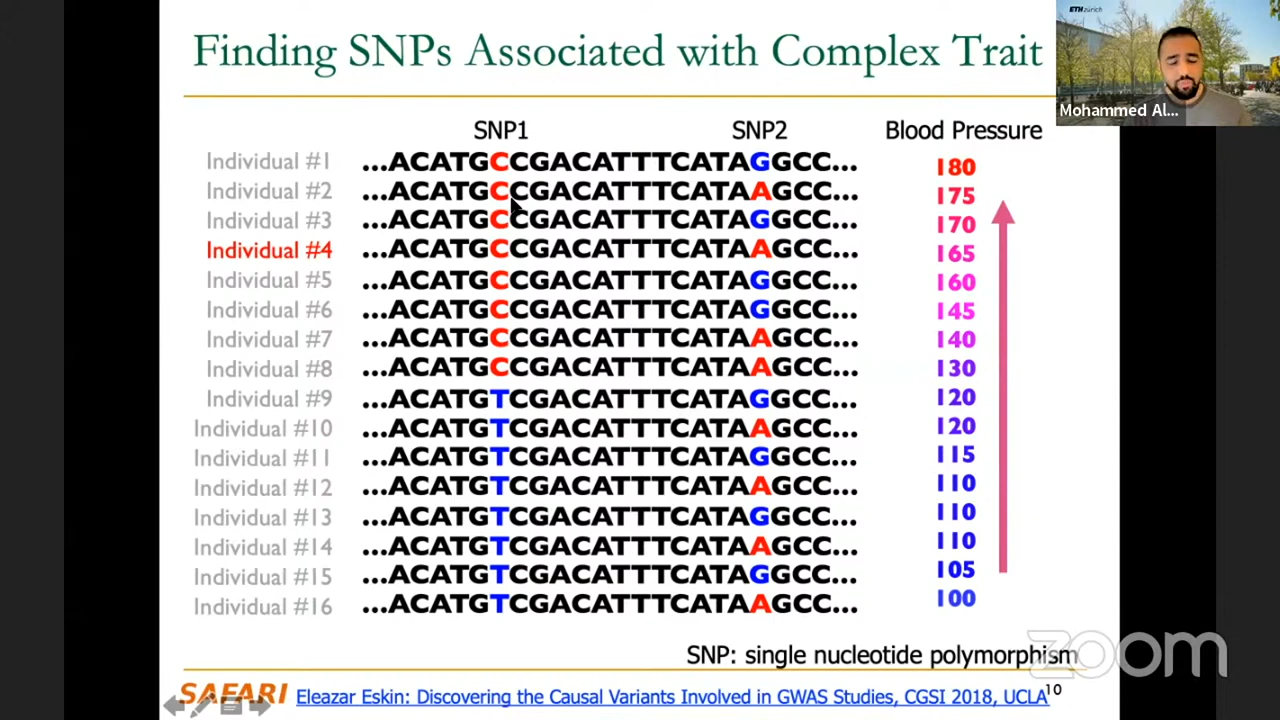 Finding SNPs Associated with Complex Trait
ETH zürich
Mohammed Al...
SNP1 SNP2 Blood Pressure
Individual #1 ...ACATGCCGACATTTCATAGGCC... 180
Individual #2 ...ACATGCCGACATTTCATAAGCC... 175
Individual #3 ...ACATGCCGACATTTCATAGGCC... 170
Individual #4 ...ACATGCCGACATTTCATAAGCC... 165
Individual #5 ...ACATGCCGACATTTCATAGGCC... 160
Individual #6 ...ACATGCCGACATTTCATAGGCC... 145
Individual #7 ...ACATGCCGACATTTCATAAGCC... 140
Individual #8 ...ACATGCCGACATTTCATAAGCC... 130
Individual #9 ...ACATGTCGACATTTCATAGGCC... 120
Individual #10 ...ACATGTCGACATTTCATAAGCC... 120
Individual #11 ...ACATGTCGACATTTCATAGGCC... 115
Individual #12 ...ACATGTCGACATTTCATAAGCC... 110
Individual #13 ...ACATGTCGACATTTCATAGGCC... 110
Individual #14 ...ACATGTCGACATTTCATAAGCC... 110
Individual #15 ...ACATGTCGACATTTCATAGGCC... 105
Individual #16 ...ACATGTCGACATTTCATAAGCC... 100
SNP: single nucleotide polymorphism
zoom
SAFARI Eleazar Eskin: Discovering the Causal Variants Involved in GWAS Studies, CGSI 2018, UCLA 10